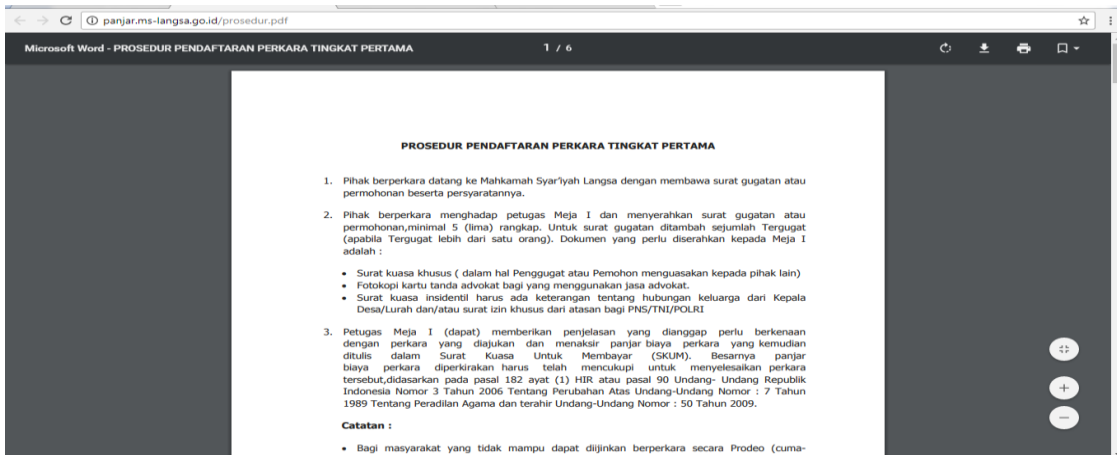 panjar.ms-langsa.go.id/prosedur.pdf
Microsoft Word - PROSEDUR PENDAFTARAN PERKARA TINGKAT PERTAMA 1 / 6
PROSEDUR PENDAFTARAN PERKARA TINGKAT PERTAMA
1. Pihak berperkara datang ke Mahkamah Syar'iyah Langsa dengan membawa surat gugatan atau
permohonan beserta persyaratannya.
2. Pihak berperkara menghadap petugas Meja I dan menyerahkan surat gugatan atau
permohonan,minimal 5 (lima) rangkap. Untuk surat gugatan ditambah sejumlah Tergugat
(apabila Tergugat lebih dari satu orang). Dokumen yang perlu diserahkan kepada Meja I
adalah :
• Surat kuasa khusus ( dalam hal Penggugat atau Pemohon menguasakan kepada pihak lain)
• Fotokopi kartu tanda advokat bagi yang menggunakan jasa advokat.
• Surat kuasa insidentil harus ada keterangan tentang hubungan keluarga dari Kepala
Desa/Lurah dan/atau surat izin khusus dari atasan bagi PNS/TNI/POLRI
3. Petugas Meja I (dapat) memberikan penjelasan yang dianggap perlu berkenaan
dengan perkara yang diajukan dan menaksir panjar biaya perkara yang kemudian
ditulis dalam Surat Kuasa Untuk Membayar (SKUM). Besarnya panjar
biaya perkara diperkirakan harus telah mencukupi untuk menyelesaikan perkara
tersebut,didasarkan pada pasal 182 ayat (1) HIR atau pasal 90 Undang- Undang Republik
Indonesia Nomor 3 Tahun 2006 Tentang Perubahan Atas Undang-Undang Nomor : 7 Tahun
1989 Tentang Peradilan Agama dan terahir Undang-Undang Nomor : 50 Tahun 2009.
Catatan :
• Bagi masyarakat yang tidak mampu dapat diijinkan berperkara secara Prodeo (cuma-